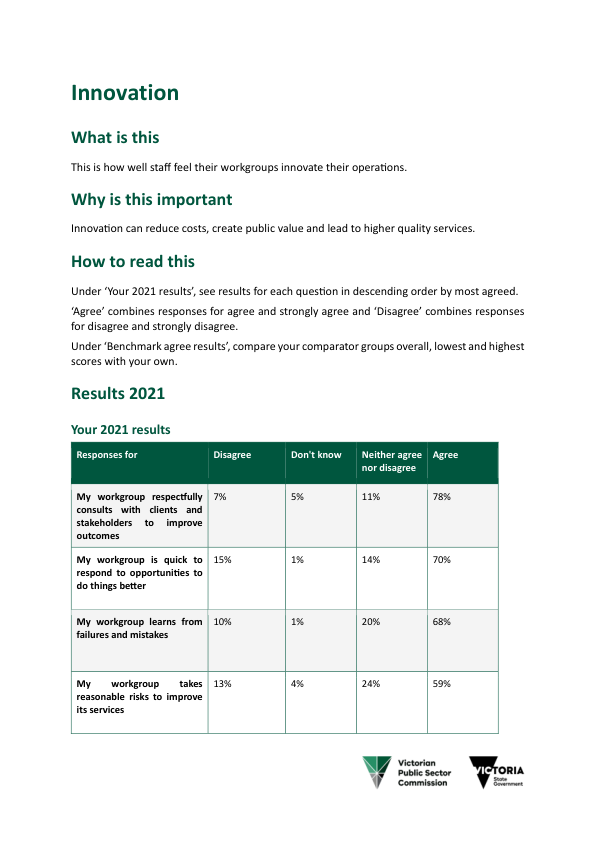 Innovation
What is this
This is how well staff feel their workgroups innovate their operations.
Why is this important
Innovation can reduce costs, create public value and lead to higher quality services.
How to read this
Under ‘Your 2021 results’, see results for each question in descending order by most agreed.
‘Agree’ combines responses for agree and strongly agree and ‘Disagree’ combines responses
for disagree and strongly disagree.
Under ‘Benchmark agree results’, compare your comparator groups overall, lowest and highest
scores with your own.
Results 2021
Your 2021 results
Responses for Disagree Don't know Neither agree Agree
nor disagree
My workgroup respectfully 7% 5% 11% 78%
consults with clients and
stakeholders to improve
outcomes
My workgroup is quick to 15% 1% 14% 70%
respond to opportunities to
do things better
My workgroup learns from 10% 1% 20% 68%
failures and mistakes
My workgroup takes 13% 4% 24% 59%
reasonable risks to improve
its services
Victorian
Public Sector
Commission
VICTORIA
State
Government